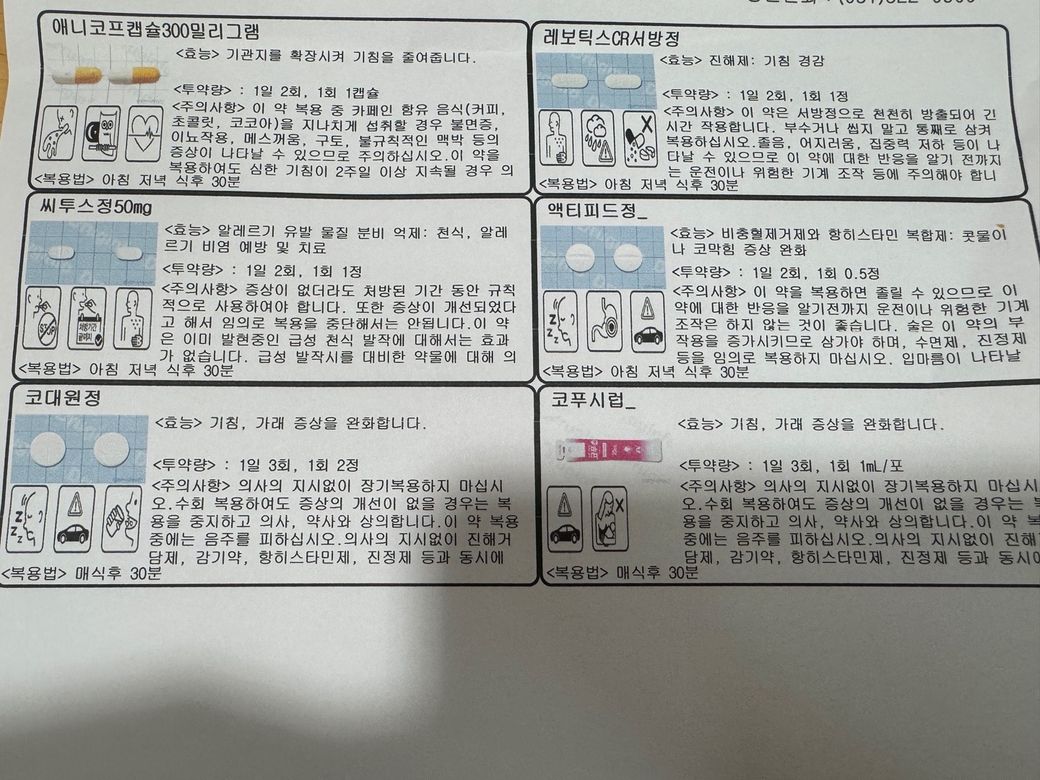 애니코프캡슐300밀리그램
<효능> 기관지를 확장시켜 기침을 줄여줍니다.
<투약량> : 1일 2회, 1회 1캡슐
<주의사항> 이 약 복용 중 카페인 함유 음식(커피,
초콜릿, 코코아)을 지나치게 섭취할 경우 불면증,
이뇨작용, 메스꺼움, 구토, 불규칙적인 맥박 등의
증상이 나타날 수 있으므로 주의하십시오.이 약을
복용하여도 심한 기침이 2주일 이상 지속될 경우 의
<복용법> 아침 저녁 식후 30분
레보틱스CR서방정
<효능> 진해제: 기침 경감
<투약량> : 1일 2회, 1회 1정
<주의사항> 이 약은 서방정으로 천천히 방출되어 긴
시간 작용합니다. 부수거나 씹지 말고 통째로 삼켜
복용하십시오.졸음, 어지러움, 집중력 저하 등이 나
타날 수 있으므로 이 약에 대한 반응을 알기 전까지
는 운전이나 위험한 기계 조작 등에 주의해야 합니
<복용법> 아침 저녁 식후 30분
씨투스정50mg
<효능> 알레르기 유발 물질 분비 억제: 천식, 알레
르기 비염 예방 및 치료
<투약량> : 1일 2회, 1회 1정
<주의사항> 증상이 없더라도 처방된 기간 동안 규칙
적으로 사용하여야 합니다. 또한 증상이 개선되었다
고 해서 임의로 복용을 중단해서는 안됩니다.이 약
은 이미 발현중인 급성 천식 발작에 대해서는 효과
가 없습니다. 급성 발작시를 대비한 약물에 대해 의
<복용법> 아침 저녁 식후 30분
액티피드정_
<효능> 비충혈제거제와 항히스타민 복합제: 콧물이
나 코막힘 증상 완화
<투약량> : 1일 2회, 1회 0.5정
<주의사항> 이 약을 복용하면 졸릴 수 있으므로 이
약에 대한 반응을 알기전까지 운전이나 위험한 기계
조작은 하지 않는 것이 좋습니다. 술은 이 약의 부
작용을 증가시키므로 삼가야 하며, 수면제, 진정제
등을 임의로 복용하지 마십시오. 입마름이 나타날
<복용법> 아침 저녁 식후 30분
코대원정
<효능> 기침, 가래 증상을 완화합니다.
<투약량> : 1일 3회, 1회 2정
<주의사항> 의사의 지시없이 장기복용하지 마십시
오.수회 복용하여도 증상의 개선이 없을 경우는 복
용을 중지하고 의사, 약사와 상의합니다.이 약 복용
중에는 음주를 피하십시오.의사의 지시없이 진해거
담제, 감기약, 항히스타민제, 진정제 등과 동시에
<복용법> 매식후 30분
코푸시럽_
<효능> 기침, 가래 증상을 완화합니다.
<투약량> : 1일 3회, 1회 1mL/포
<주의사항> 의사의 지시없이 장기복용하지 마십시
오.수회 복용하여도 증상의 개선이 없을 경우는 복
용을 중지하고 의사, 약사와 상의합니다.이 약 복
중에는 음주를 피하십시오.의사의 지시없이 진해
담제, 감기약, 항히스타민제, 진정제 등과 동시
<복용법> 매식후 30분